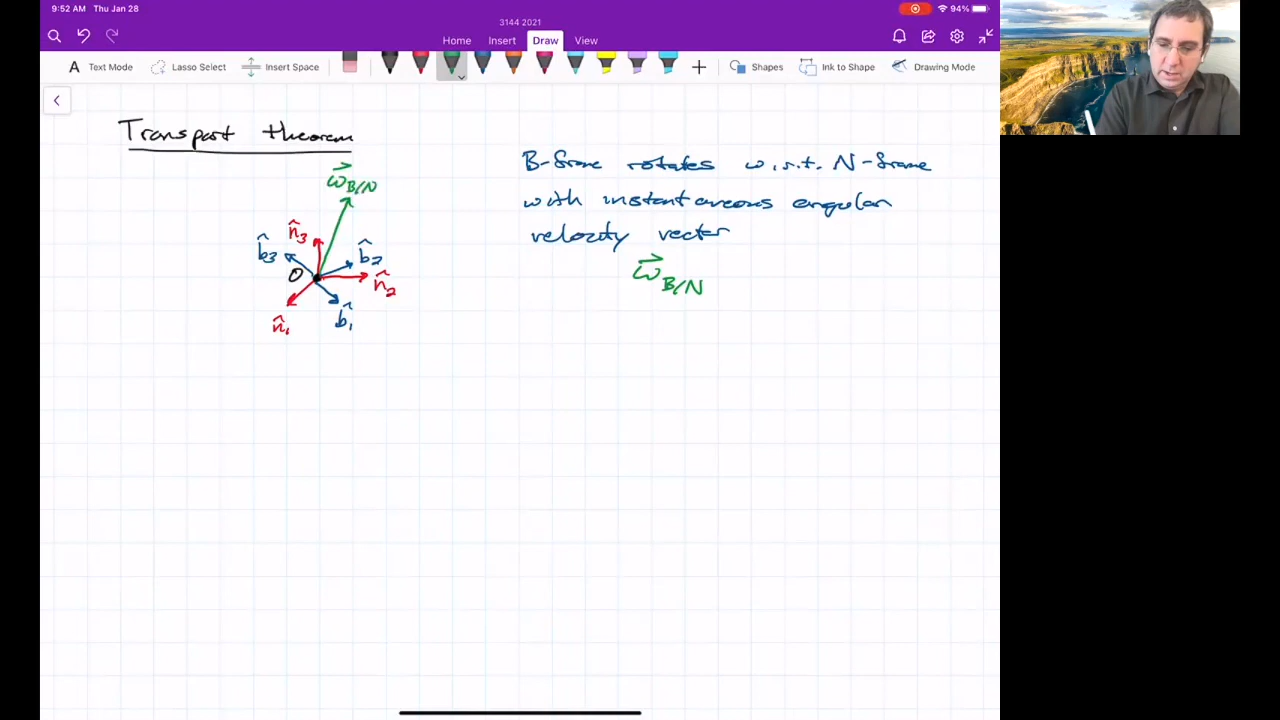 9:52 AM Thu Jan 28
94%
3144 2021
Home Insert Draw View
Text Mode Lasso Select Insert Space Shapes Ink to Shape Drawing Mode
Transport theorem
B-frame rotates w.r.t. N-frame
with instantaneous angular
velocity vector
ω⃗B/N
ω⃗B/N
n̂3
b̂3
b̂2
O
n̂2
n̂1
b̂1